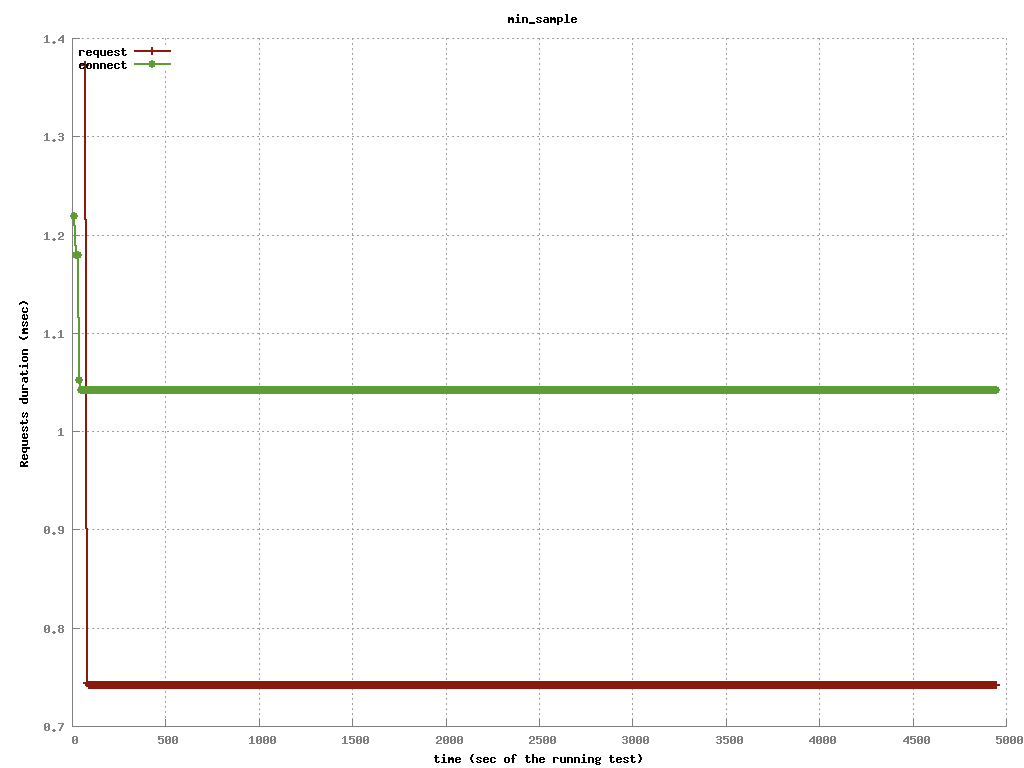 min_sample
1.4
request
connect
1.3
1.2
1.1
1
0.9
0.8
0.7
Requests duration (msec)
0 500 1000 1500 2000 2500 3000 3500 4000 4500 5000
time (sec of the running test)